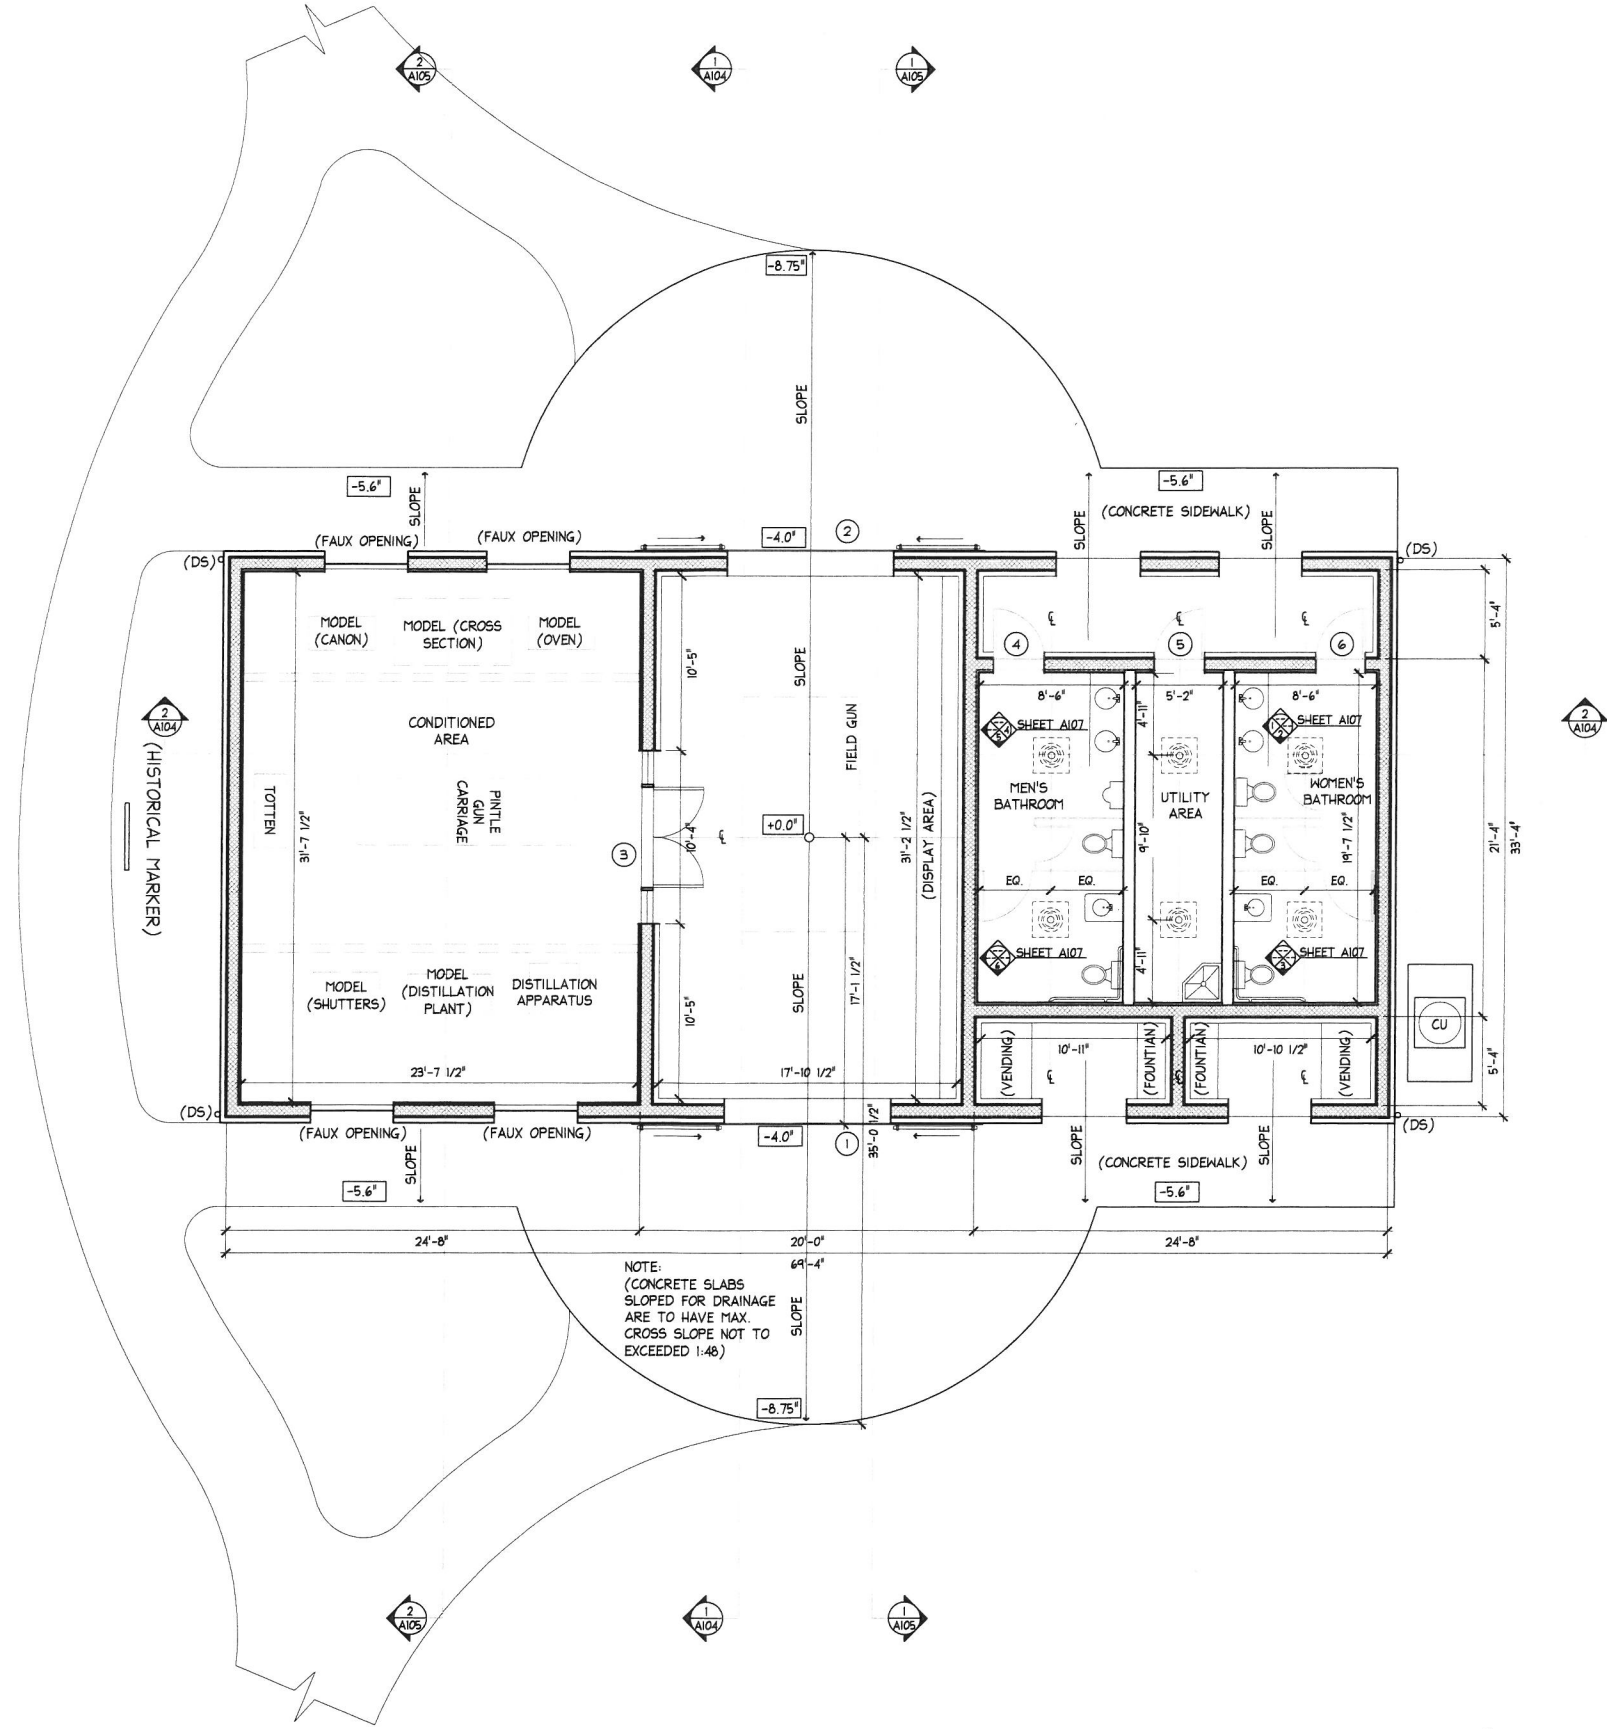 2
A105
1
A104
1
A105
-8.75"
SLOPE
-5.6"
SLOPE
-5.6"
(CONCRETE SIDEWALK)
SLOPE
SLOPE
(FAUX OPENING)
(FAUX OPENING)
-4.0"
2
(DS)
(DS)
MODEL
(CANON)
MODEL (CROSS
SECTION)
MODEL
(OVEN)
10'-5"
SLOPE
℄
℄
℄
4
5
6
5'-4"
8'-6"
5'-2"
8'-6"
2
A104
(HISTORICAL MARKER)
CONDITIONED
AREA
FIELD GUN
4'-11"
4
5
SHEET A107
1
2
SHEET A107
2
A104
TOTTEN
31'-7 1/2"
PINTLE
GUN
CARRIAGE
3
10'-4"
℄
+0.0"
31'-2 1/2"
(DISPLAY AREA)
MEN'S
BATHROOM
UTILITY
AREA
WOMEN'S
BATHROOM
9'-10"
19'-7 1/2"
21'-4"
33'-4"
EQ.
EQ.
EQ.
EQ.
SHEET A107
4'-11"
3
SHEET A107
MODEL
(SHUTTERS)
MODEL
(DISTILLATION
PLANT)
DISTILLATION
APPARATUS
10'-5"
SLOPE
17'-1 1/2"
CU
(VENDING)
10'-11"
℄
(FOUNTIAN)
℄
(FOUNTIAN)
10'-10 1/2"
℄
(VENDING)
5'-4"
23'-7 1/2"
17'-10 1/2"
(DS)
(DS)
(FAUX OPENING)
(FAUX OPENING)
-4.0"
1
35'-0 1/2"
SLOPE
-5.6"
SLOPE
(CONCRETE SIDEWALK)
SLOPE
-5.6"
24'-8"
20'-0"
24'-8"
69'-4"
NOTE:
(CONCRETE SLABS
SLOPED FOR DRAINAGE
ARE TO HAVE MAX.
CROSS SLOPE NOT TO
EXCEEDED 1:48)
SLOPE
-8.75"
2
A105
1
A104
1
A105